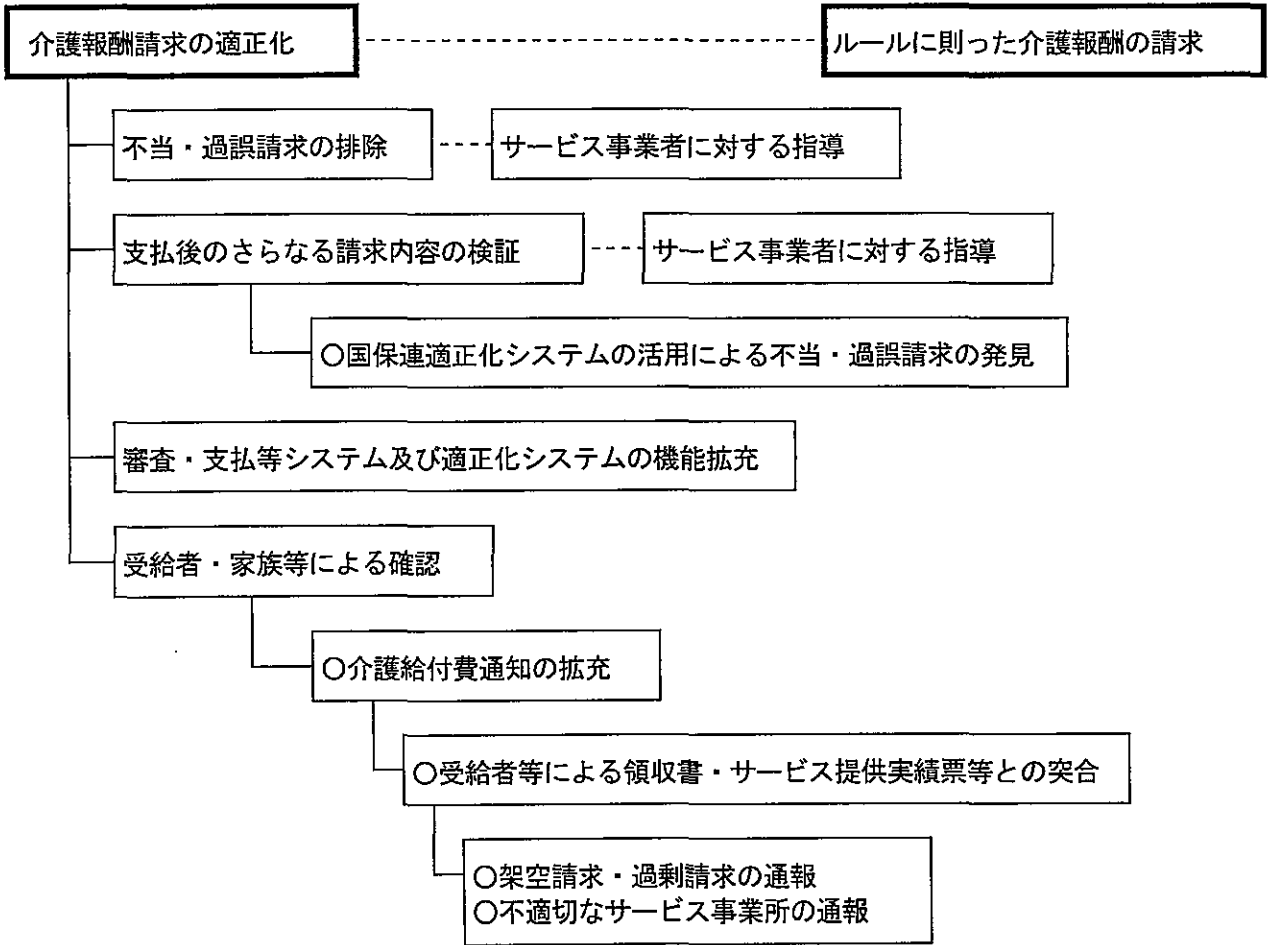 介護報酬請求の適正化
ルールに則った介護報酬の請求
不当・過誤請求の排除
サービス事業者に対する指導
支払後のさらなる請求内容の検証
サービス事業者に対する指導
○国保連適正化システムの活用による不当・過誤請求の発見
審査・支払等システム及び適正化システムの機能拡充
受給者・家族等による確認
○介護給付費通知の拡充
○受給者等による領収書・サービス提供実績票等との突合
○架空請求・過剰請求の通報
○不適切なサービス事業所の通報